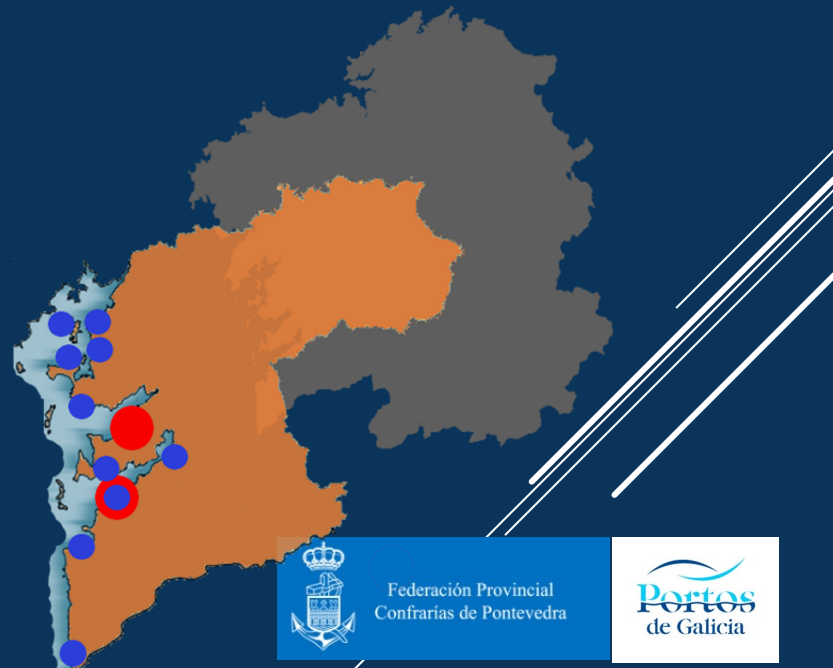 Federación Provincial
Confrarías de Pontevedra
Portos
de Galicia